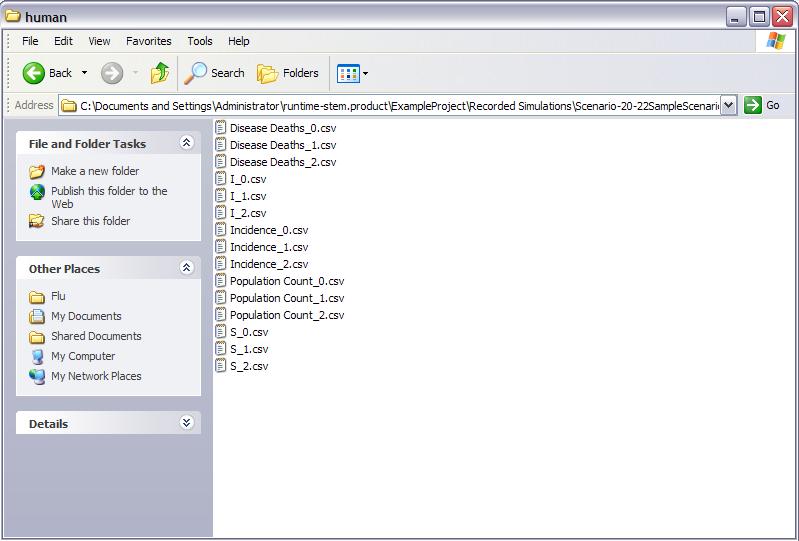 human
File Edit View Favorites Tools Help
Back Search Folders
Address C:\Documents and Settings\Administrator\runtime-stem.product\ExampleProject\Recorded Simulations\Scenario-20-22SampleScenari Go
File and Folder Tasks
Make a new folder
Publish this folder to the
Web
Share this folder
Other Places
Flu
My Documents
Shared Documents
My Computer
My Network Places
Details
Disease Deaths_0.csv
Disease Deaths_1.csv
Disease Deaths_2.csv
I_0.csv
I_1.csv
I_2.csv
Incidence_0.csv
Incidence_1.csv
Incidence_2.csv
Population Count_0.csv
Population Count_1.csv
Population Count_2.csv
S_0.csv
S_1.csv
S_2.csv